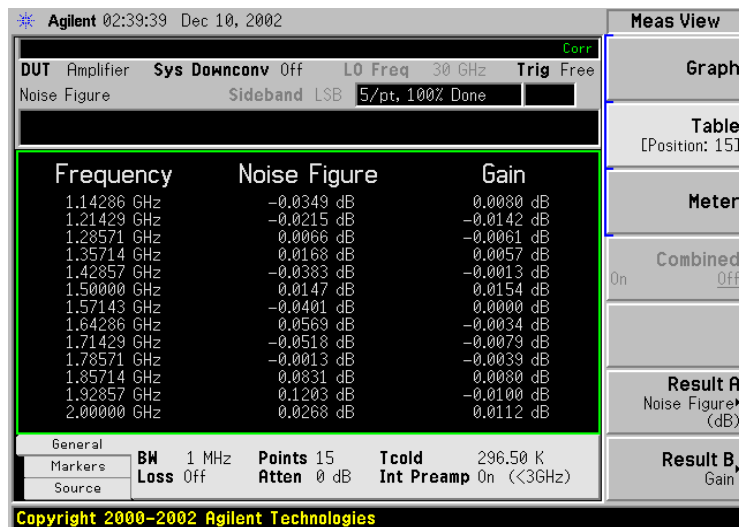 Agilent 02:39:39 Dec 10, 2002
Meas View
Corr
DUT Amplifier Sys Downconv Off LO Freq 30 GHz Trig Free
Noise Figure Sideband LSB 5/pt, 100% Done
Frequency Noise Figure Gain
1.14286 GHz -0.0349 dB 0.0080 dB
1.21429 GHz -0.0215 dB -0.0142 dB
1.28571 GHz 0.0066 dB -0.0061 dB
1.35714 GHz 0.0168 dB 0.0057 dB
1.42857 GHz -0.0383 dB -0.0013 dB
1.50000 GHz 0.0147 dB 0.0154 dB
1.57143 GHz -0.0401 dB 0.0000 dB
1.64286 GHz 0.0569 dB -0.0034 dB
1.71429 GHz -0.0518 dB -0.0079 dB
1.78571 GHz -0.0013 dB -0.0039 dB
1.85714 GHz 0.0831 dB 0.0080 dB
1.92857 GHz 0.1203 dB -0.0100 dB
2.00000 GHz 0.0268 dB 0.0112 dB
General
Markers
Source
BW 1 MHz Points 15 Tcold 296.50 K
Loss Off Atten 0 dB Int Preamp On (<3GHz)
Copyright 2000-2002 Agilent Technologies
Graph
Table
[Position: 15]
Meter
Combined
On Off
Result A
Noise Figure
(dB)
Result B
Gain